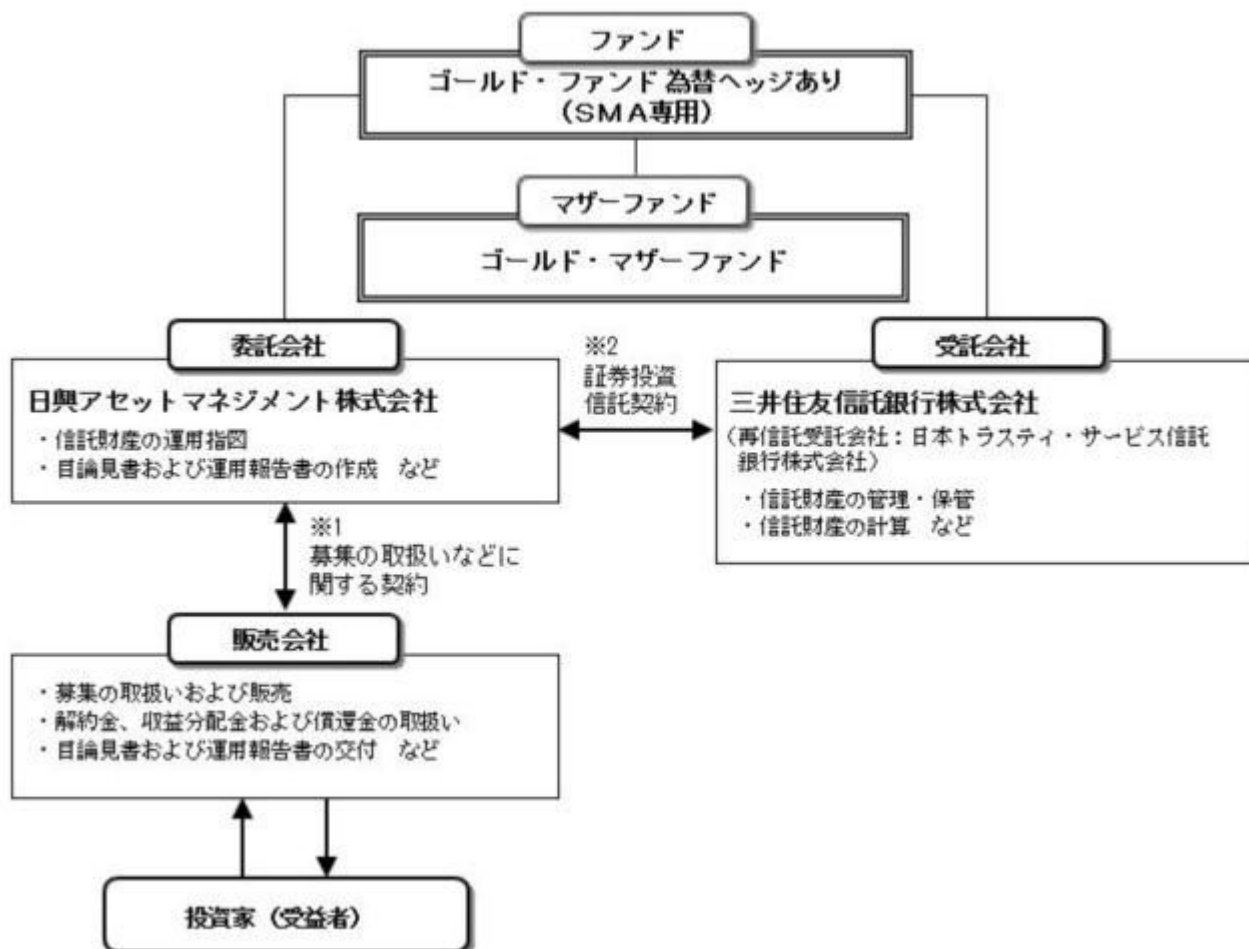 ファンド
ゴールド・ファンド 為替ヘッジあり
(SMA専用)
マザーファンド
ゴールド・マザーファンド
委託会社
日興アセットマネジメント株式会社
・信託財産の運用指図
・目論見書および運用報告書の作成 など
※2
証券投資
信託契約
受託会社
三井住友信託銀行株式会社
(再信託受託会社:日本トラスティ・サービス信託
銀行株式会社)
・信託財産の管理・保管
・信託財産の計算 など
※1
募集の取扱いなどに
関する契約
販売会社
・募集の取扱いおよび販売
・解約金、収益分配金および償還金の取扱い
・目論見書および運用報告書の交付 など
投資家(受益者)